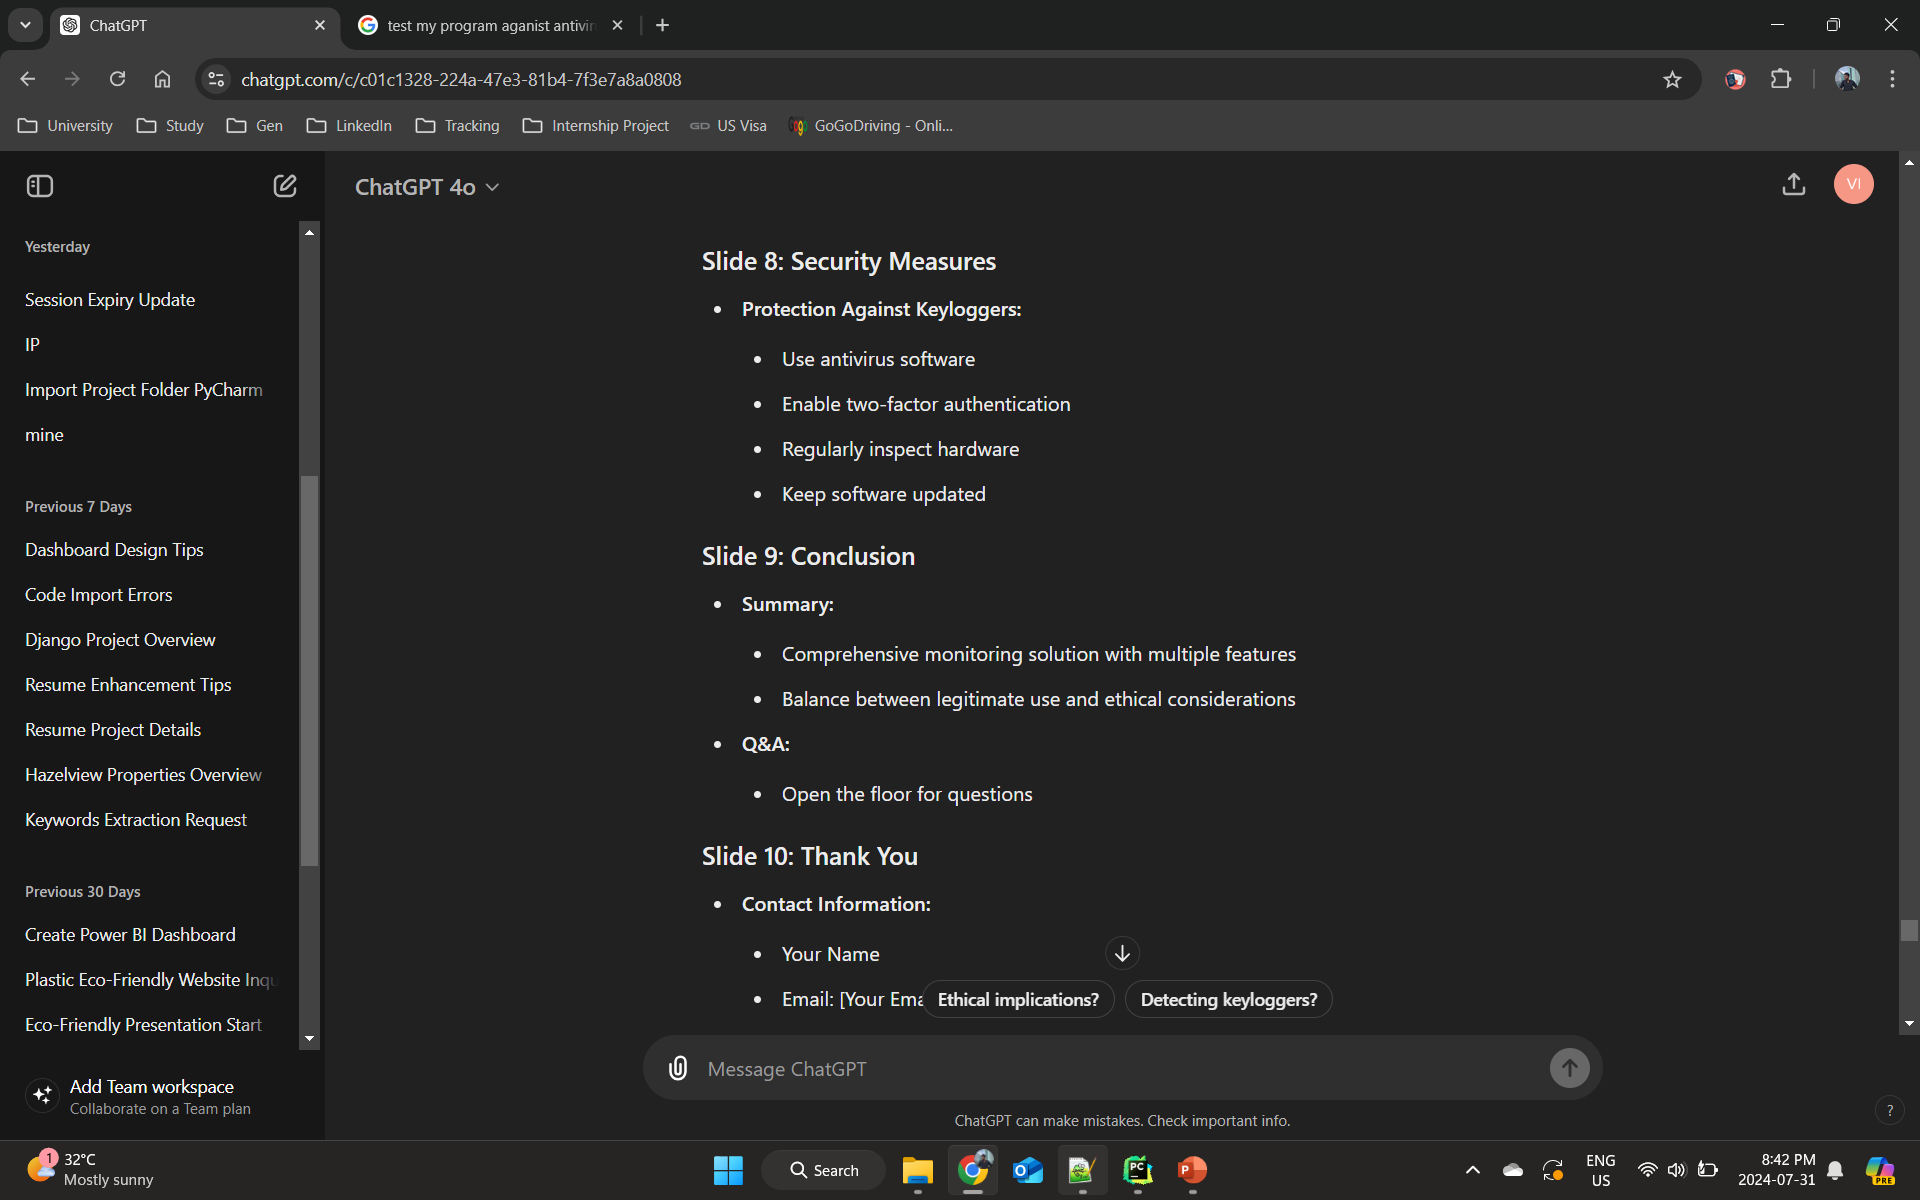 ChatGPT
test my program aganist antivir
chatgpt.com/c/c01c1328-224a-47e3-81b4-7f3e7a8a0808
University
Study
Gen
LinkedIn
Tracking
Internship Project
GD US Visa
GoGoDriving - Onli...
ChatGPT 4o
VI
Yesterday
Session Expiry Update
IP
Import Project Folder PyCharm
mine
Previous 7 Days
Dashboard Design Tips
Code Import Errors
Django Project Overview
Resume Enhancement Tips
Resume Project Details
Hazelview Properties Overview
Keywords Extraction Request
Previous 30 Days
Create Power BI Dashboard
Plastic Eco-Friendly Website Inqu
Eco-Friendly Presentation Start
Add Team workspace
Collaborate on a Team plan
Slide 8: Security Measures
Protection Against Keyloggers:
Use antivirus software
Enable two-factor authentication
Regularly inspect hardware
Keep software updated
Slide 9: Conclusion
Summary:
Comprehensive monitoring solution with multiple features
Balance between legitimate use and ethical considerations
Q&A:
Open the floor for questions
Slide 10: Thank You
Contact Information:
Your Name
Email: [Your Ema
Ethical implications?
Detecting keyloggers?
Message ChatGPT
ChatGPT can make mistakes. Check important info.
?
1
32°C
Mostly sunny
Search
PC
P
ENG
US
8:42 PM
2024-07-31
PRE